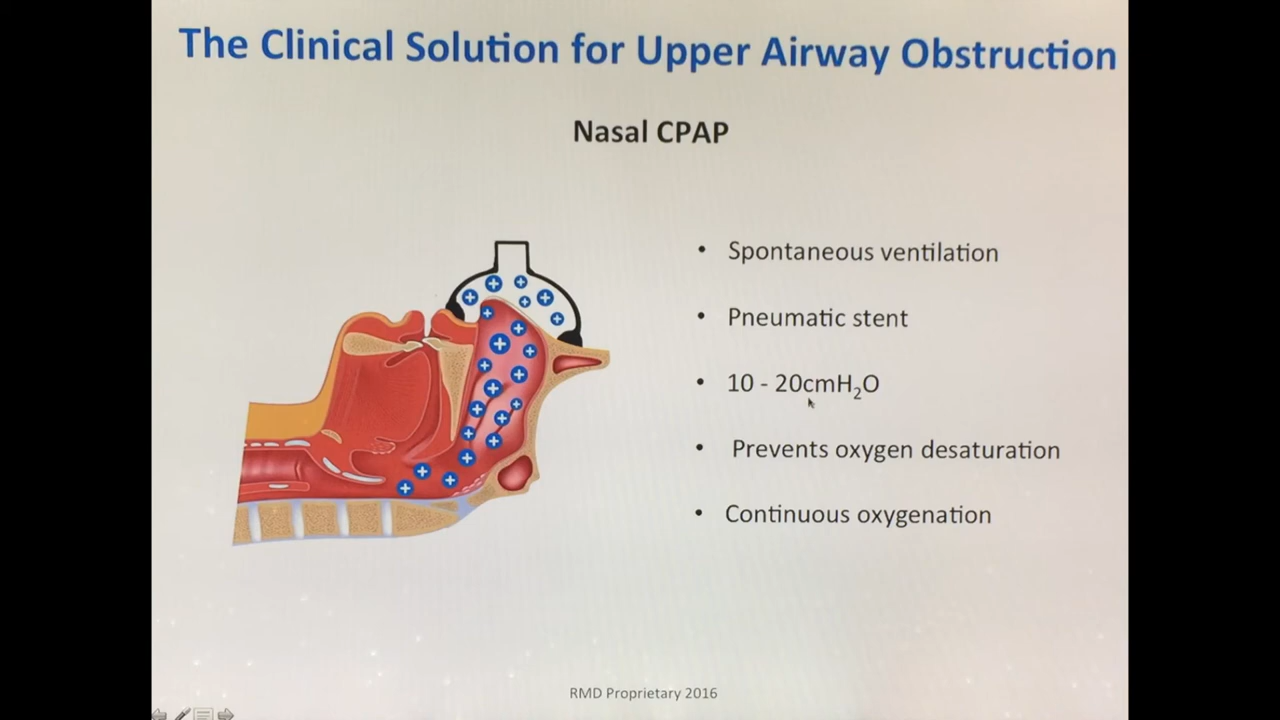 The Clinical Solution for Upper Airway Obstruction
Nasal CPAP
• Spontaneous ventilation
• Pneumatic stent
• 10 - 20cmH₂O
• Prevents oxygen desaturation
• Continuous oxygenation
RMD Proprietary 2016